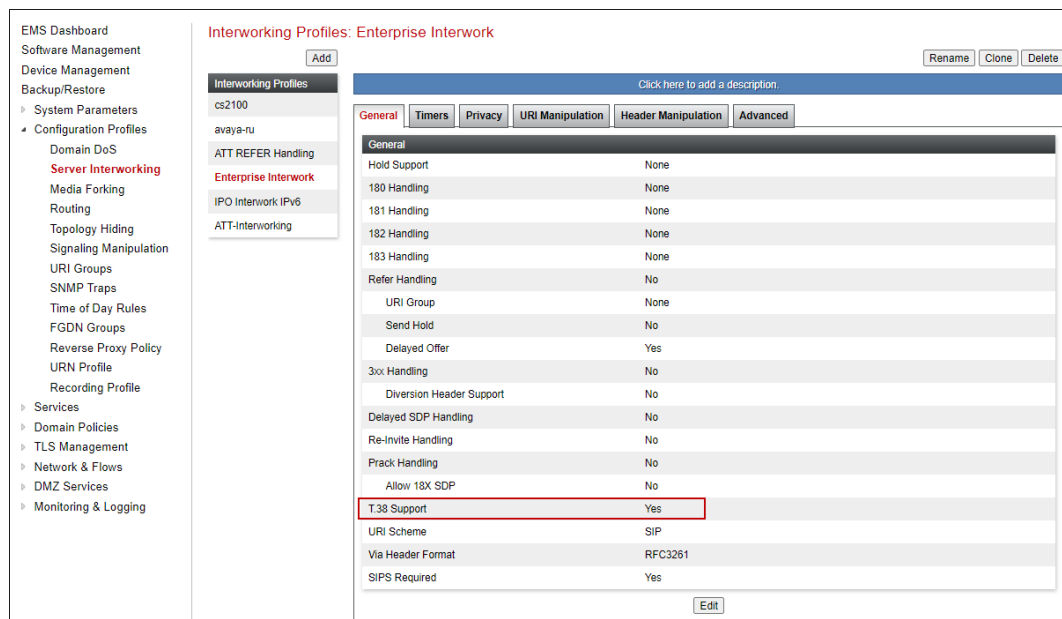 EMS Dashboard
Software Management
Device Management
Backup/Restore
System Parameters
Configuration Profiles
Domain DoS
Server Interworking
Media Forking
Routing
Topology Hiding
Signaling Manipulation
URI Groups
SNMP Traps
Time of Day Rules
FGDN Groups
Reverse Proxy Policy
URN Profile
Recording Profile
Services
Domain Policies
TLS Management
Network & Flows
DMZ Services
Monitoring & Logging
Interworking Profiles: Enterprise Interwork
Add
Rename Clone Delete
Interworking Profiles
cs2100
avaya-ru
ATT REFER Handling
Enterprise Interwork
IPO Interwork IPv6
ATT-Interworking
Click here to add a description.
General Timers Privacy URI Manipulation Header Manipulation Advanced
General
Hold Support None
180 Handling None
181 Handling None
182 Handling None
183 Handling None
Refer Handling No
URI Group None
Send Hold No
Delayed Offer Yes
3xx Handling No
Diversion Header Support No
Delayed SDP Handling No
Re-Invite Handling No
Prack Handling No
Allow 18X SDP No
T.38 Support Yes
URI Scheme SIP
Via Header Format RFC3261
SIPS Required Yes
Edit